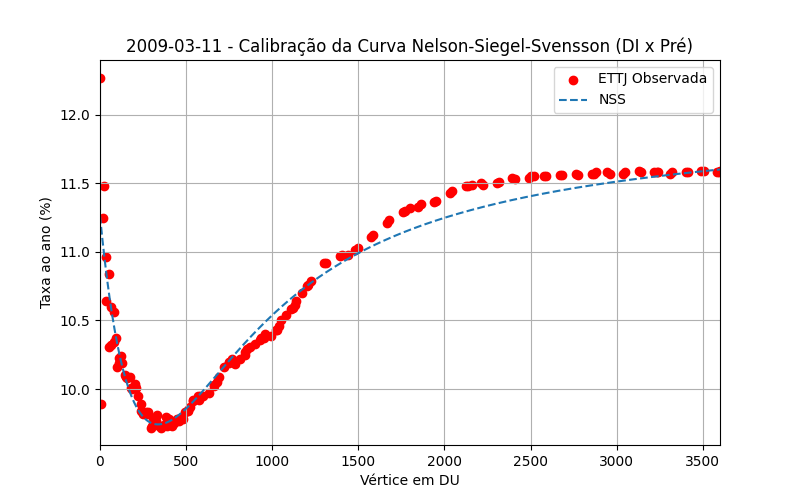 2009-03-11 - Calibração da Curva Nelson-Siegel-Svensson (DI x Pré)
ETTJ Observada
NSS
Taxa ao ano (%)
12.0
11.5
11.0
10.5
10.0
0 500 1000 1500 2000 2500 3000 3500
Vértice em DU